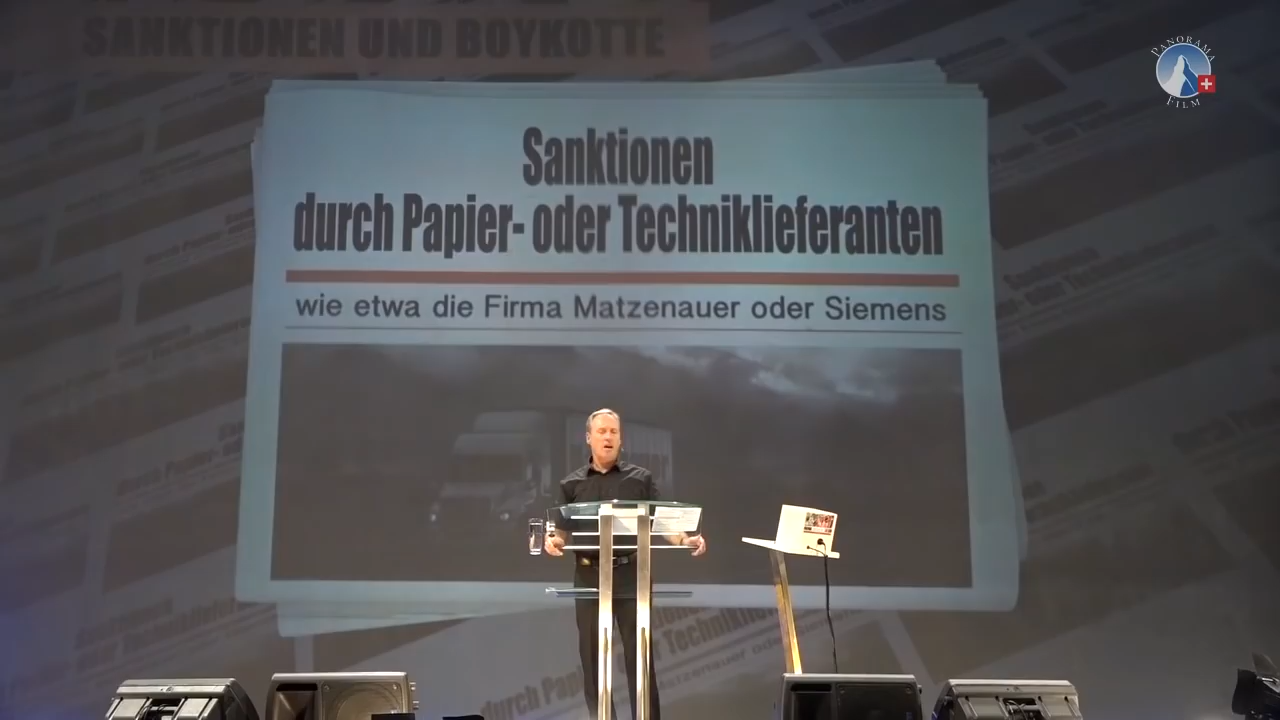 SANKTIONEN UND BOYKOTTE
PANORAMA
FILM
Sanktionen
durch Papier- oder Techniklieferanten
wie etwa die Firma Matzenauer oder Siemens